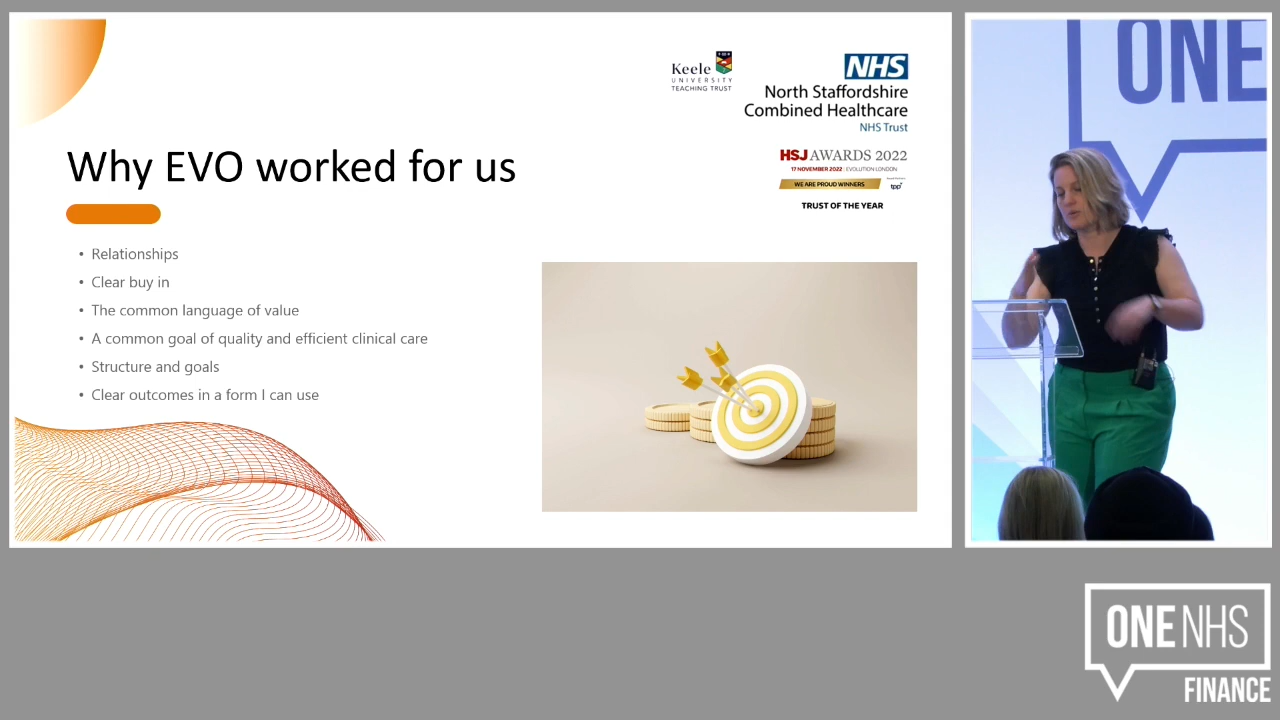 Keele
UNIVERSITY
TEACHING TRUST
NHS
North Staffordshire
Combined Healthcare
NHS Trust
HSJ AWARDS 2022
17 NOVEMBER 2022 | EVOLUTION LONDON
WE ARE PROUD WINNERS
tpp
TRUST OF THE YEAR
Why EVO worked for us
• Relationships
• Clear buy in
• The common language of value
• A common goal of quality and efficient clinical care
• Structure and goals
• Clear outcomes in a form I can use
ONE
ONE NHS
FINANCE